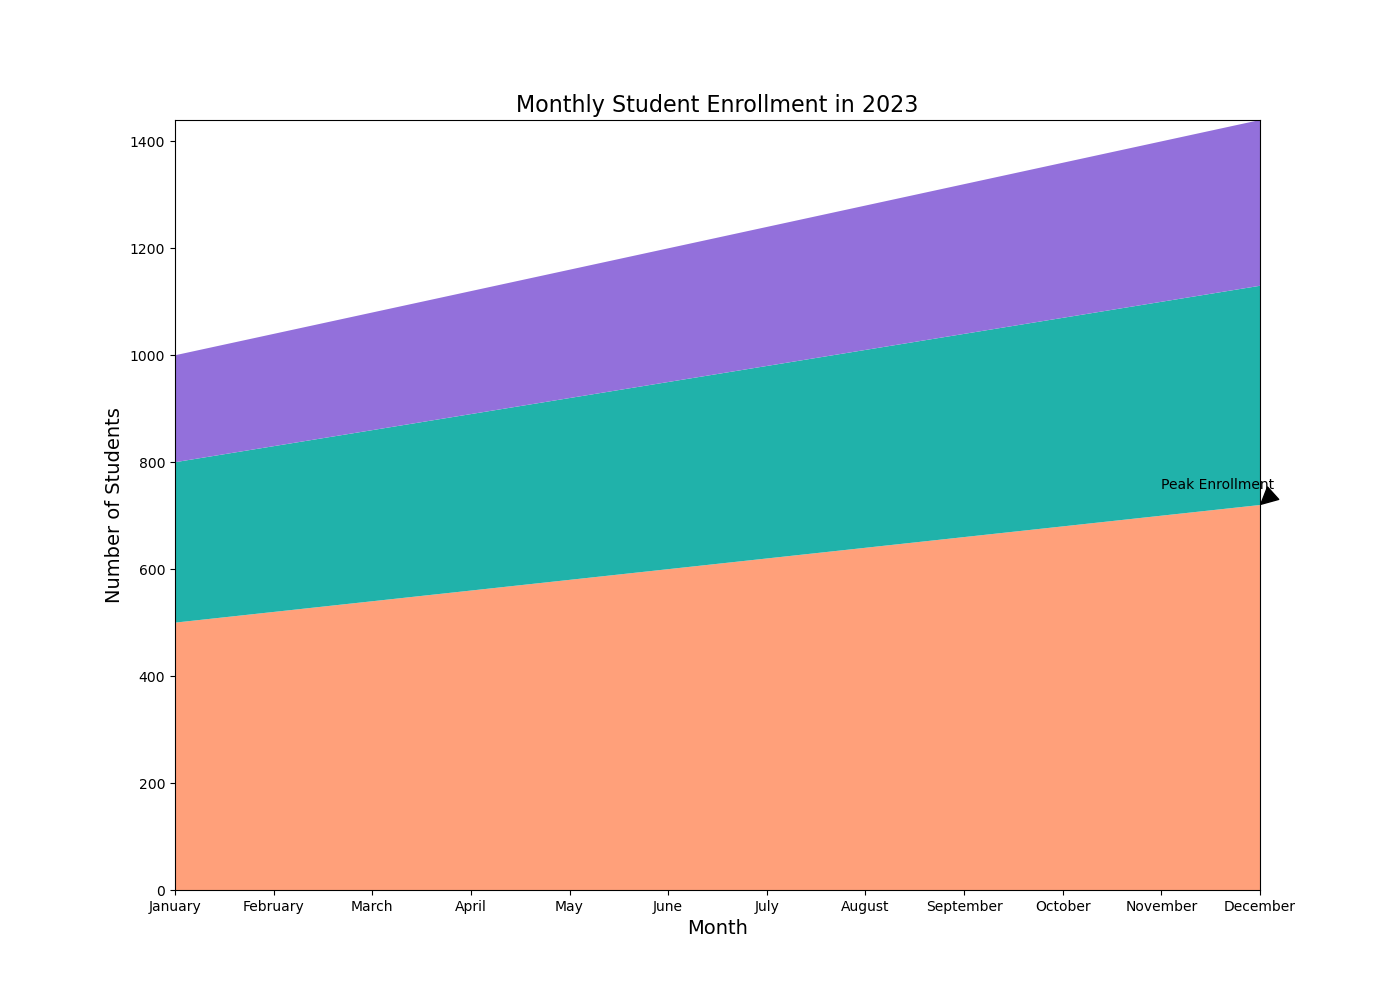 Monthly Student Enrollment in 2023
1400
1200
1000
800
600
400
200
0
Number of Students
Peak Enrollment
January February March April May June July August September October November December
Month